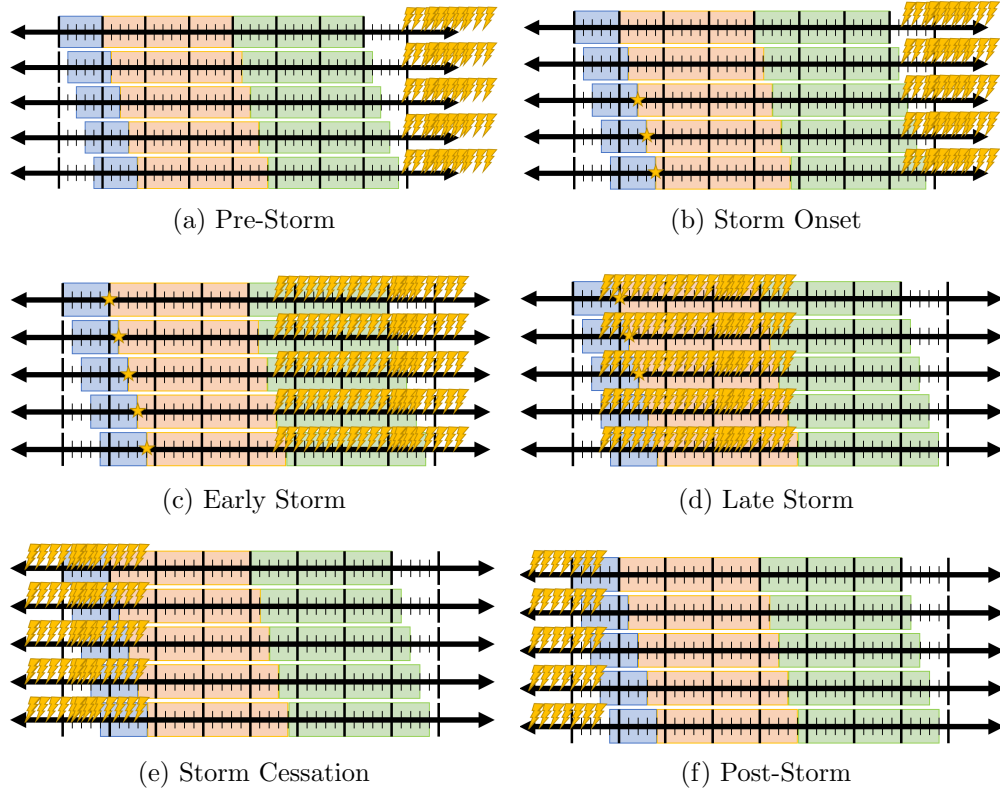 (a) Pre-Storm
(b) Storm Onset
(c) Early Storm
(d) Late Storm
(e) Storm Cessation
(f) Post-Storm